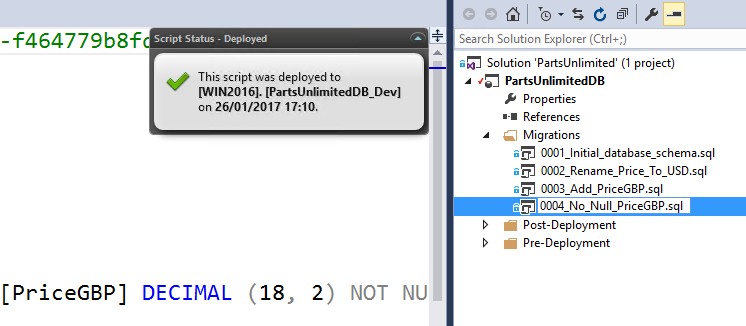 -f464779b8fd
Script Status - Deployed
This script was deployed to
[WIN2016]. [PartsUnlimitedDB_Dev]
on 26/01/2017 17:10.
[PriceGBP] DECIMAL (18, 2) NOT NU
Search Solution Explorer (Ctrl+;)
Solution 'PartsUnlimited' (1 project)
PartsUnlimitedDB
Properties
References
Migrations
0001_Initial_database_schema.sql
0002_Rename_Price_To_USD.sql
0003_Add_PriceGBP.sql
0004_No_Null_PriceGBP.sql
Post-Deployment
Pre-Deployment